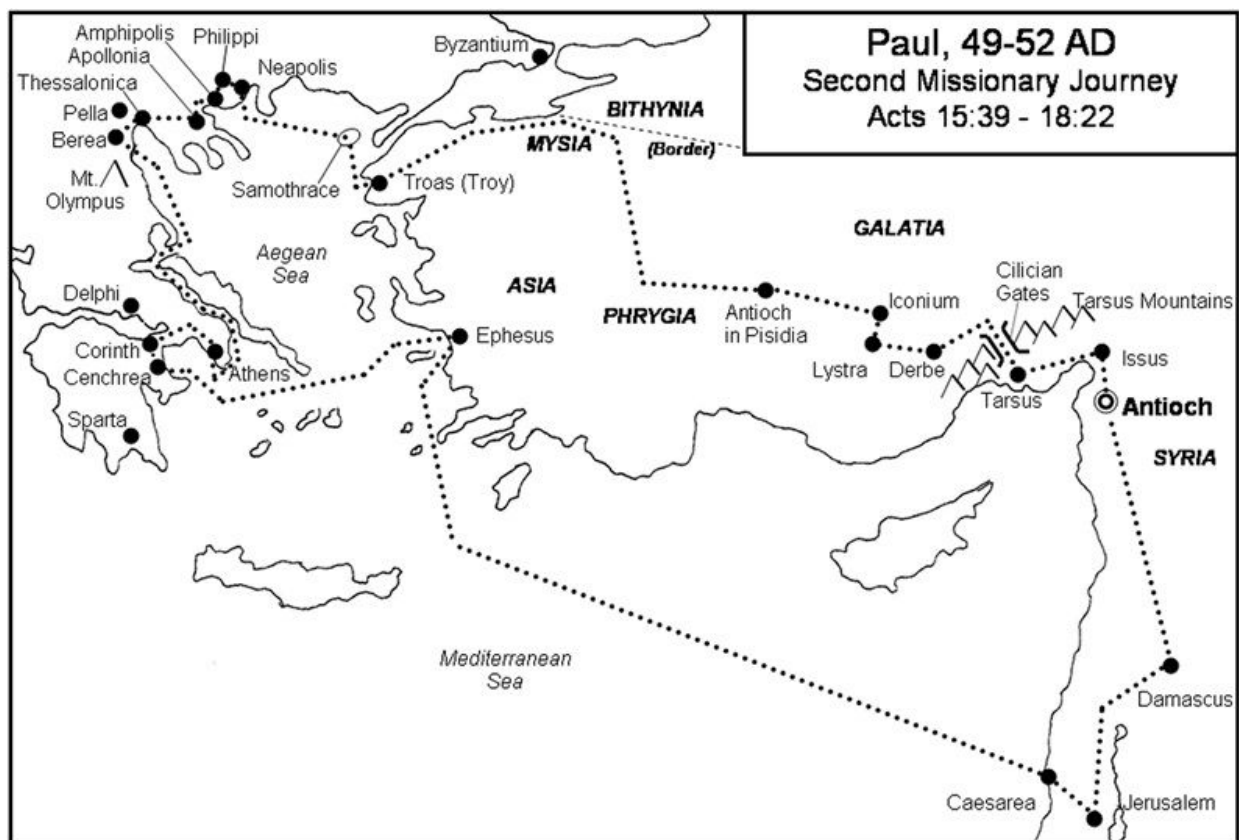 Paul, 49-52 AD
Second Missionary Journey
Acts 15:39 - 18:22
Amphipolis
Philippi
Apollonia
Neapolis
Thessalonica
Byzantium
Pella
Berea
BITHYNIA
MYSIA
(Border)
Mt.
Olympus
Samothrace
Troas (Troy)
Aegean
Sea
GALATIA
ASIA
Cilician
Gates
Tarsus Mountains
Delphi
PHRYGIA
Antioch
in Pisidia
Iconium
Ephesus
Corinth
Athens
Cenchrea
Lystra
Derbe
Tarsus
Issus
Antioch
Sparta
SYRIA
Mediterranean
Sea
Damascus
Caesarea
Jerusalem